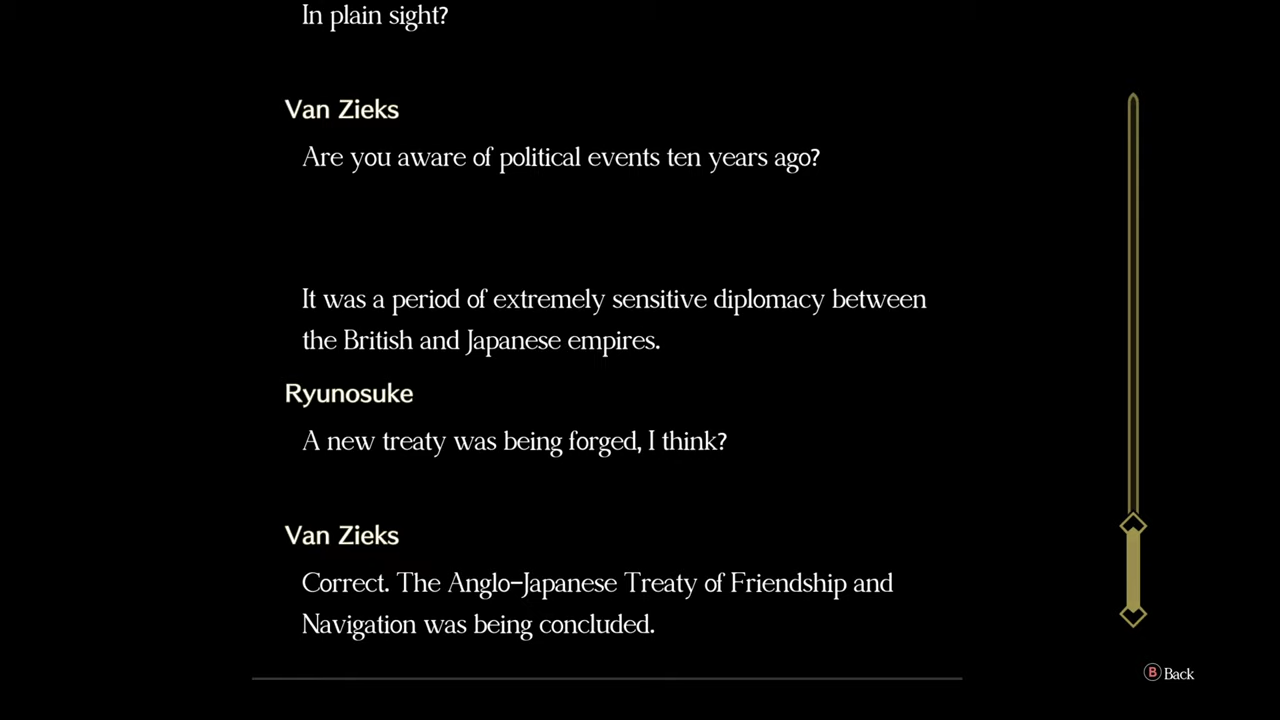 In plain sight?
Van Zieks
Are you aware of political events ten years ago?
It was a period of extremely sensitive diplomacy between
the British and Japanese empires.
Ryunosuke
A new treaty was being forged, I think?
Van Zieks
Correct. The Anglo-Japanese Treaty of Friendship and
Navigation was being concluded.
B Back